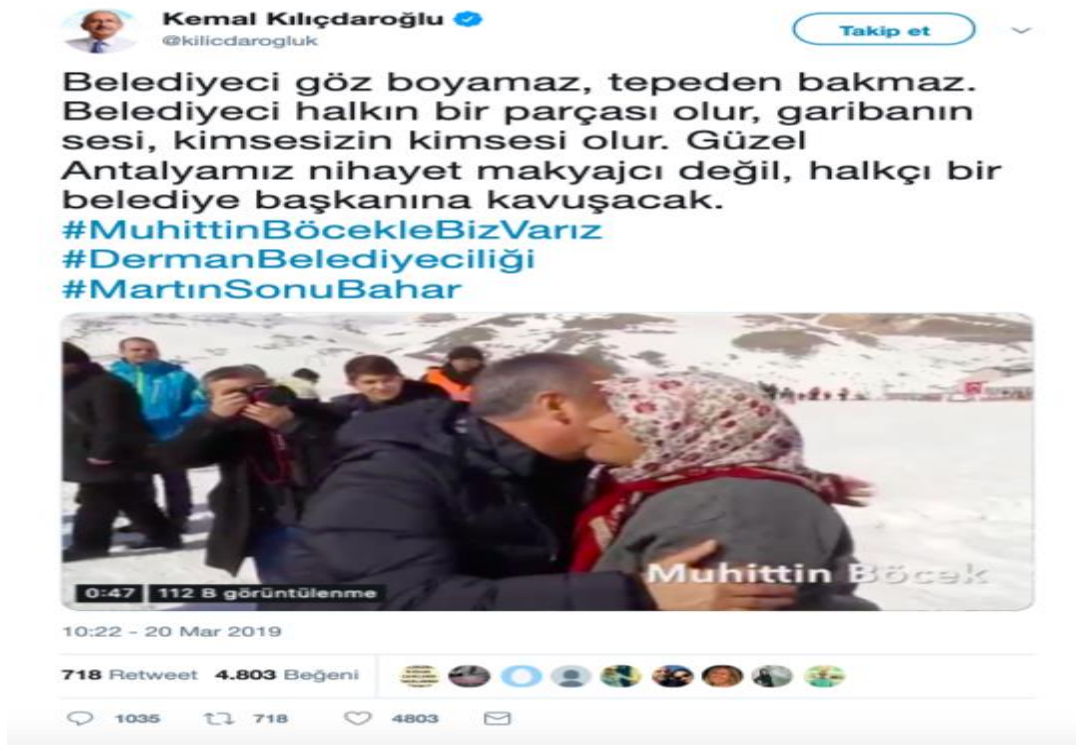 Kemal Kılıçdaroğlu
@kilicdarogluk
Takip et
Belediyeci göz boyamaz, tepeden bakmaz.
Belediyeci halkın bir parçası olur, garibanın
sesi, kimsesizin kimsesi olur. Güzel
Antalyamız nihayet makyajcı değil, halkçı bir
belediye başkanına kavuşacak.
#MuhittinBöcekleBizVarız
#DermanBelediyeciliği
#MartınSonuBahar
Muhittin Böcek
0:47 112 B görüntülenme
10:22 - 20 Mar 2019
718 Retweet 4.803 Beğeni
1035 718 4803